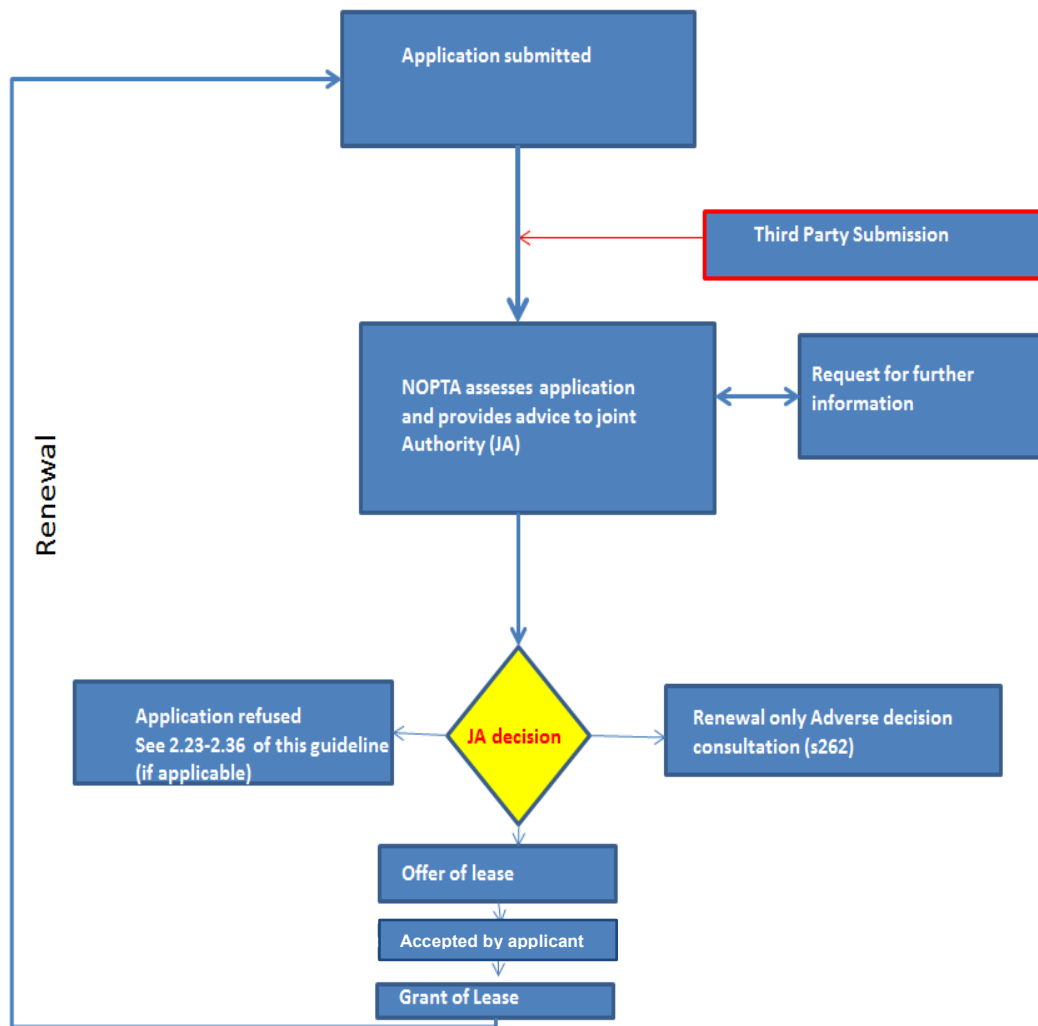 Application submitted
Third Party Submission
NOPTA assesses application
and provides advice to joint
Authority (JA)
Request for further
information
Renewal
Application refused
See 2.23-2.36 of this guideline
(if applicable)
JA decision
Renewal only Adverse decision
consultation (s262)
Offer of lease
Accepted by applicant
Grant of Lease